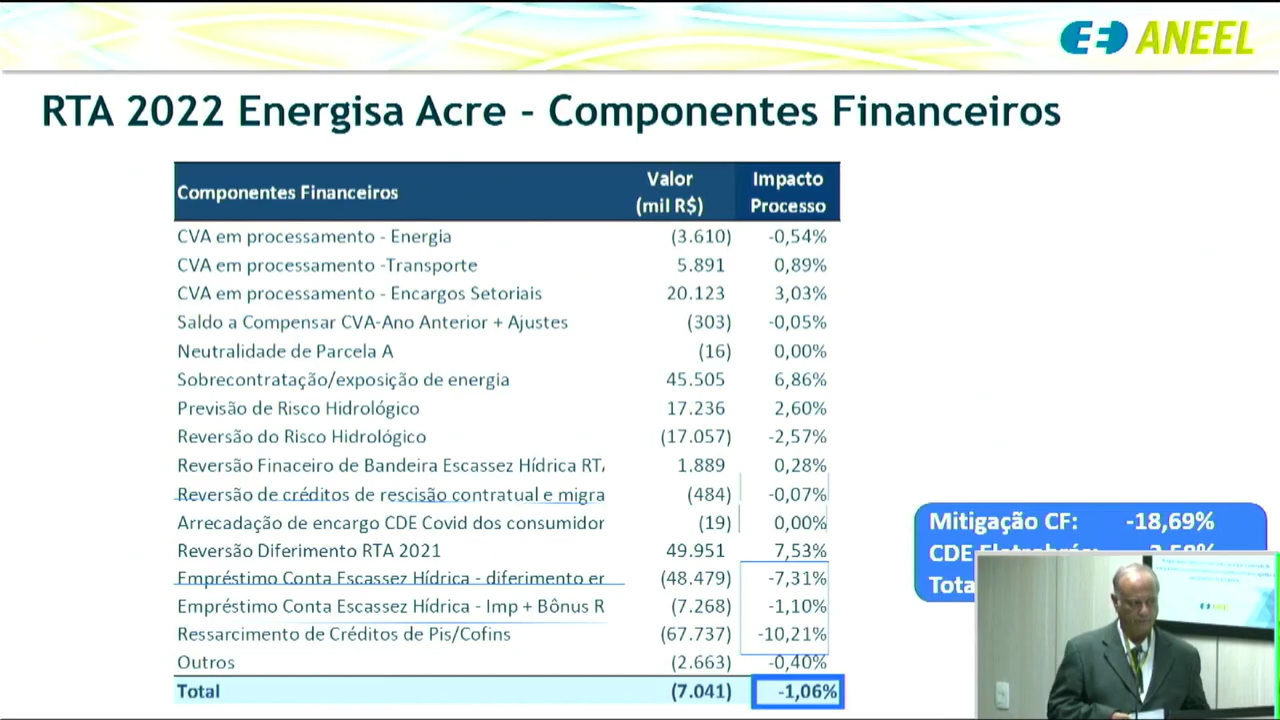 ANEEL
RTA 2022 Energisa Acre - Componentes Financeiros
Componentes Financeiros Valor (mil R$) Impacto Processo
CVA em processamento - Energia (3.610) -0,54%
CVA em processamento -Transporte 5.891 0,89%
CVA em processamento - Encargos Setoriais 20.123 3,03%
Saldo a Compensar CVA-Ano Anterior + Ajustes (303) -0,05%
Neutralidade de Parcela A (16) 0,00%
Sobrecontratação/exposição de energia 45.505 6,86%
Previsão de Risco Hidrológico 17.236 2,60%
Reversão do Risco Hidrológico (17.057) -2,57%
Reversão Finaceiro de Bandeira Escassez Hídrica RT 1.889 0,28%
Reversão de créditos de rescisão contratual e migra (484) -0,07%
Arrecadação de encargo CDE Covid dos consumidor (19) 0,00%
Reversão Diferimento RTA 2021 49.951 7,53%
Empréstimo Conta Escassez Hídrica - diferimento er (48.479) -7,31%
Empréstimo Conta Escassez Hídrica - Imp + Bônus R (7.268) -1,10%
Ressarcimento de Créditos de Pis/Cofins (67.737) -10,21%
Outros (2.663) -0,40%
Total (7.041) -1,06%
Mitigação CF: -18,69%
CDE
Tota
ANEEL